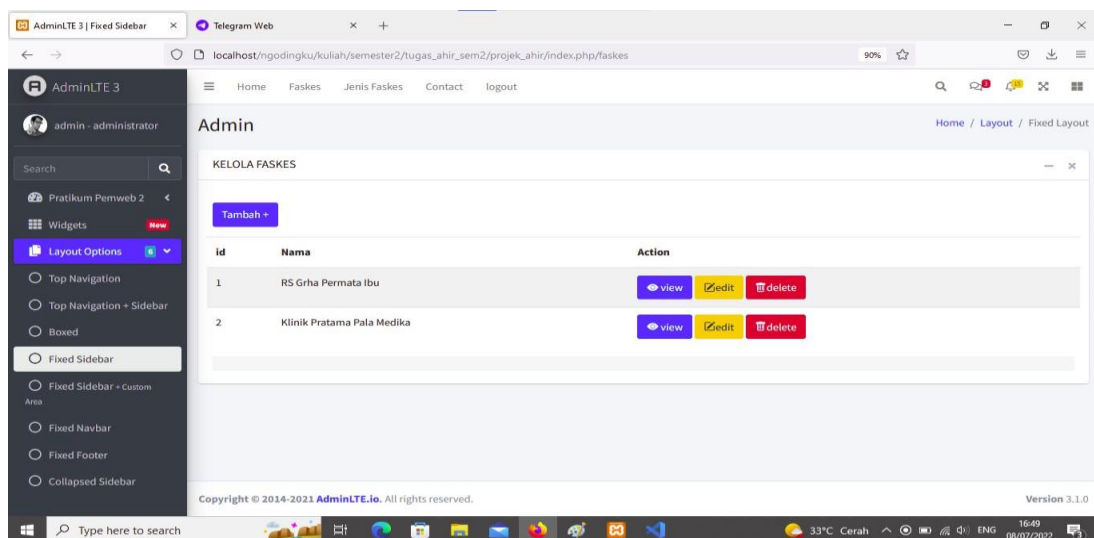 AdminLTE 3 | Fixed Sidebar
Telegram Web
localhost/ngodingku/kuliah/semester2/tugas_ahir_sem2/projek_ahir/index.php/faskes
90%
AdminLTE 3
Home Faskes Jenis Faskes Contact logout
admin - administrator
Admin
Home / Layout / Fixed Layout
Search
KELOLA FASKES
Pratikum Pemweb 2
Tambah +
Widgets New
Layout Options 6
id Nama Action
Top Navigation
1 RS Grha Permata Ibu view edit delete
Top Navigation + Sidebar
2 Klinik Pratama Pala Medika view edit delete
Boxed
Fixed Sidebar
Fixed Sidebar + Custom
Area
Fixed Navbar
Fixed Footer
Collapsed Sidebar
Copyright © 2014-2021 AdminLTE.io. All rights reserved.
Version 3.1.0
Type here to search
33°C Cerah
ENG
16:49
08/07/2022